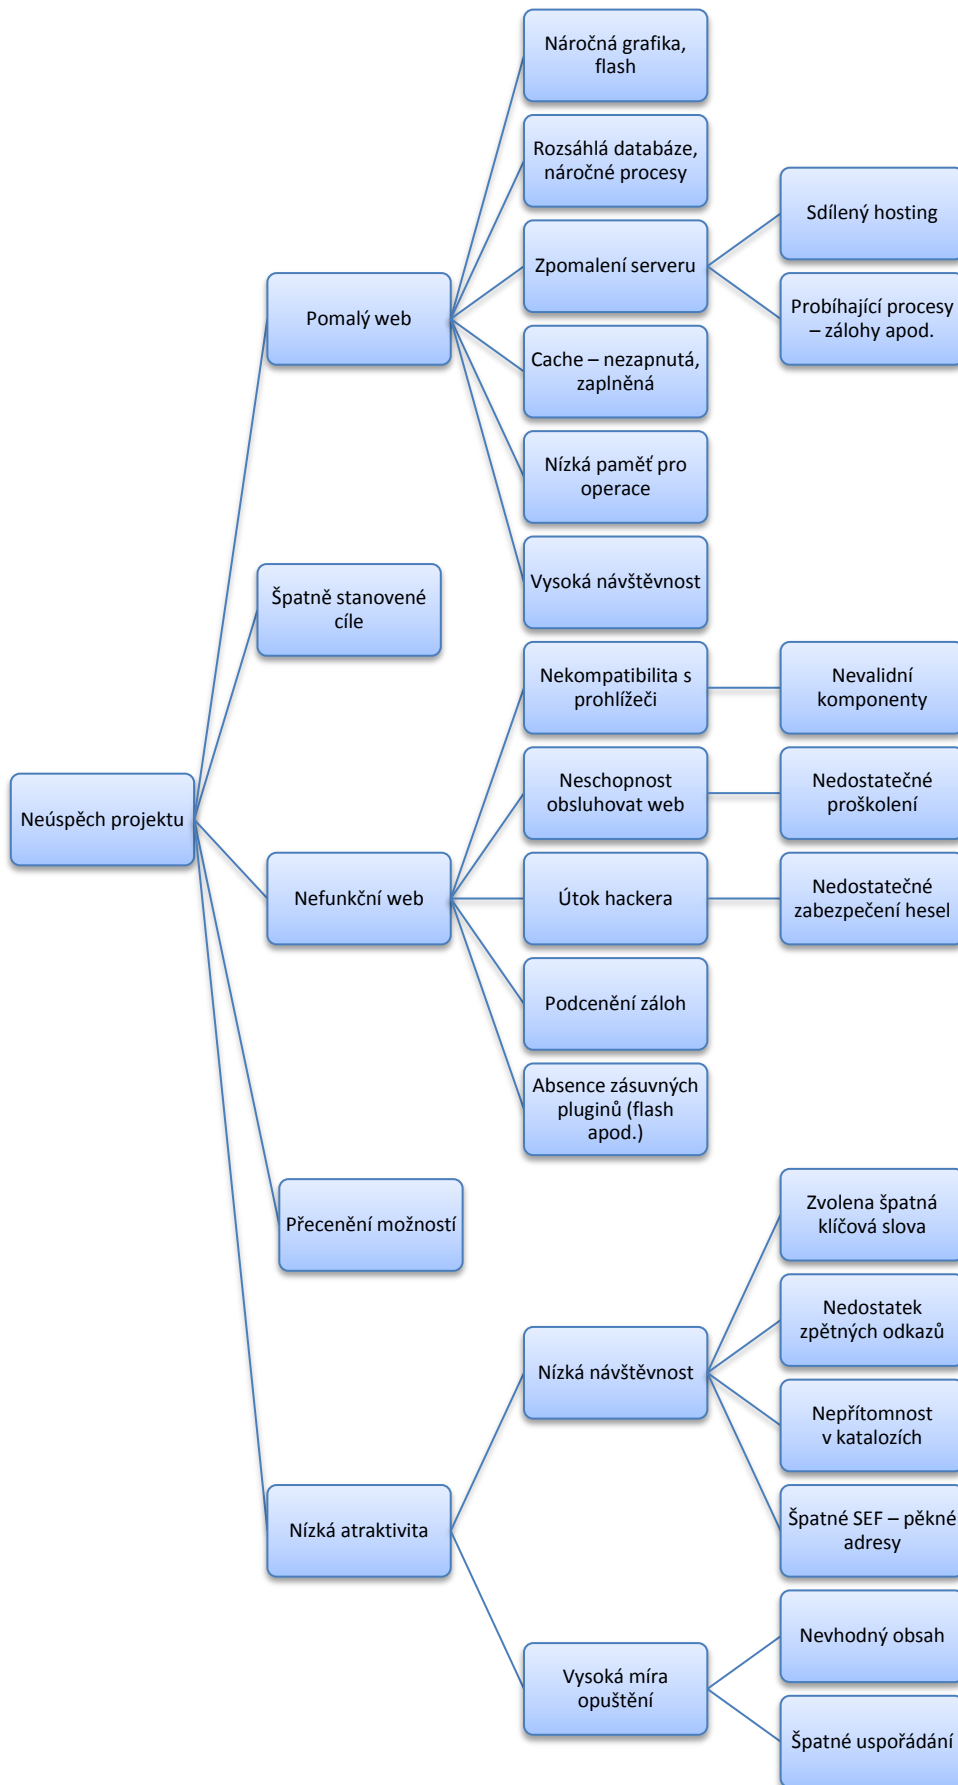 Náročná grafika,
flash
Rozsáhlá databáze,
náročné procesy
Sdílený hosting
Zpomalení serveru
Pomalý web
Probíhající procesy
– zálohy apod.
Cache – nezapnutá,
zaplněná
Nízká paměť pro
operace
Vysoká návštěvnost
Špatně stanovené
cíle
Nekompatibilita s
prohlížeči
Nevalidní
komponenty
Neschopnost
obsluhovat web
Nedostatečné
proškolení
Neúspěch projektu
Nefunkční web
Útok hackera
Nedostatečné
zabezpečení hesel
Podcenění záloh
Absence zásuvných
pluginů (flash
apod.)
Přecenění možností
Zvolena špatná
klíčová slova
Nedostatek
zpětných odkazů
Nízká návštěvnost
Nepřítomnost
v katalozích
Nízká atraktivita
Špatné SEF – pěkné
adresy
Nevhodný obsah
Vysoká míra
opuštění
Špatné uspořádání